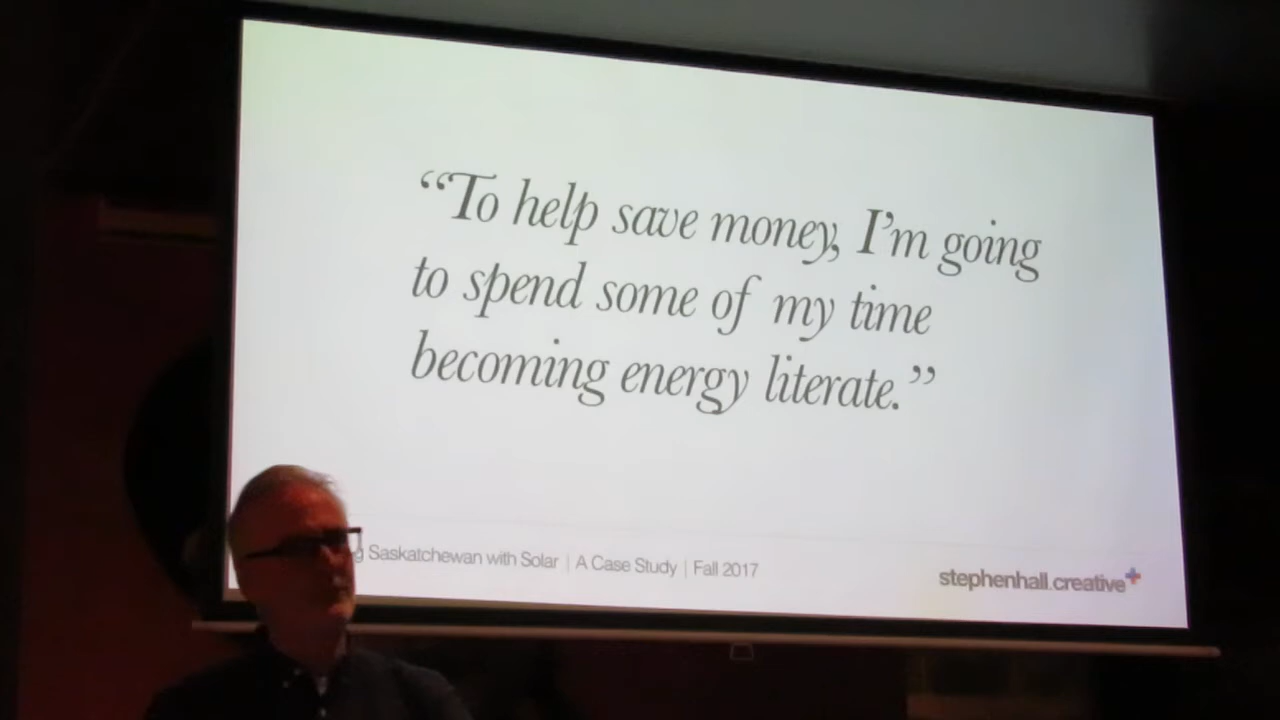 “To help save money, I’m going
to spend some of my time
becoming energy literate.”
Saskatchewan with Solar | A Case Study | Fall 2017
stephenhall.creative+